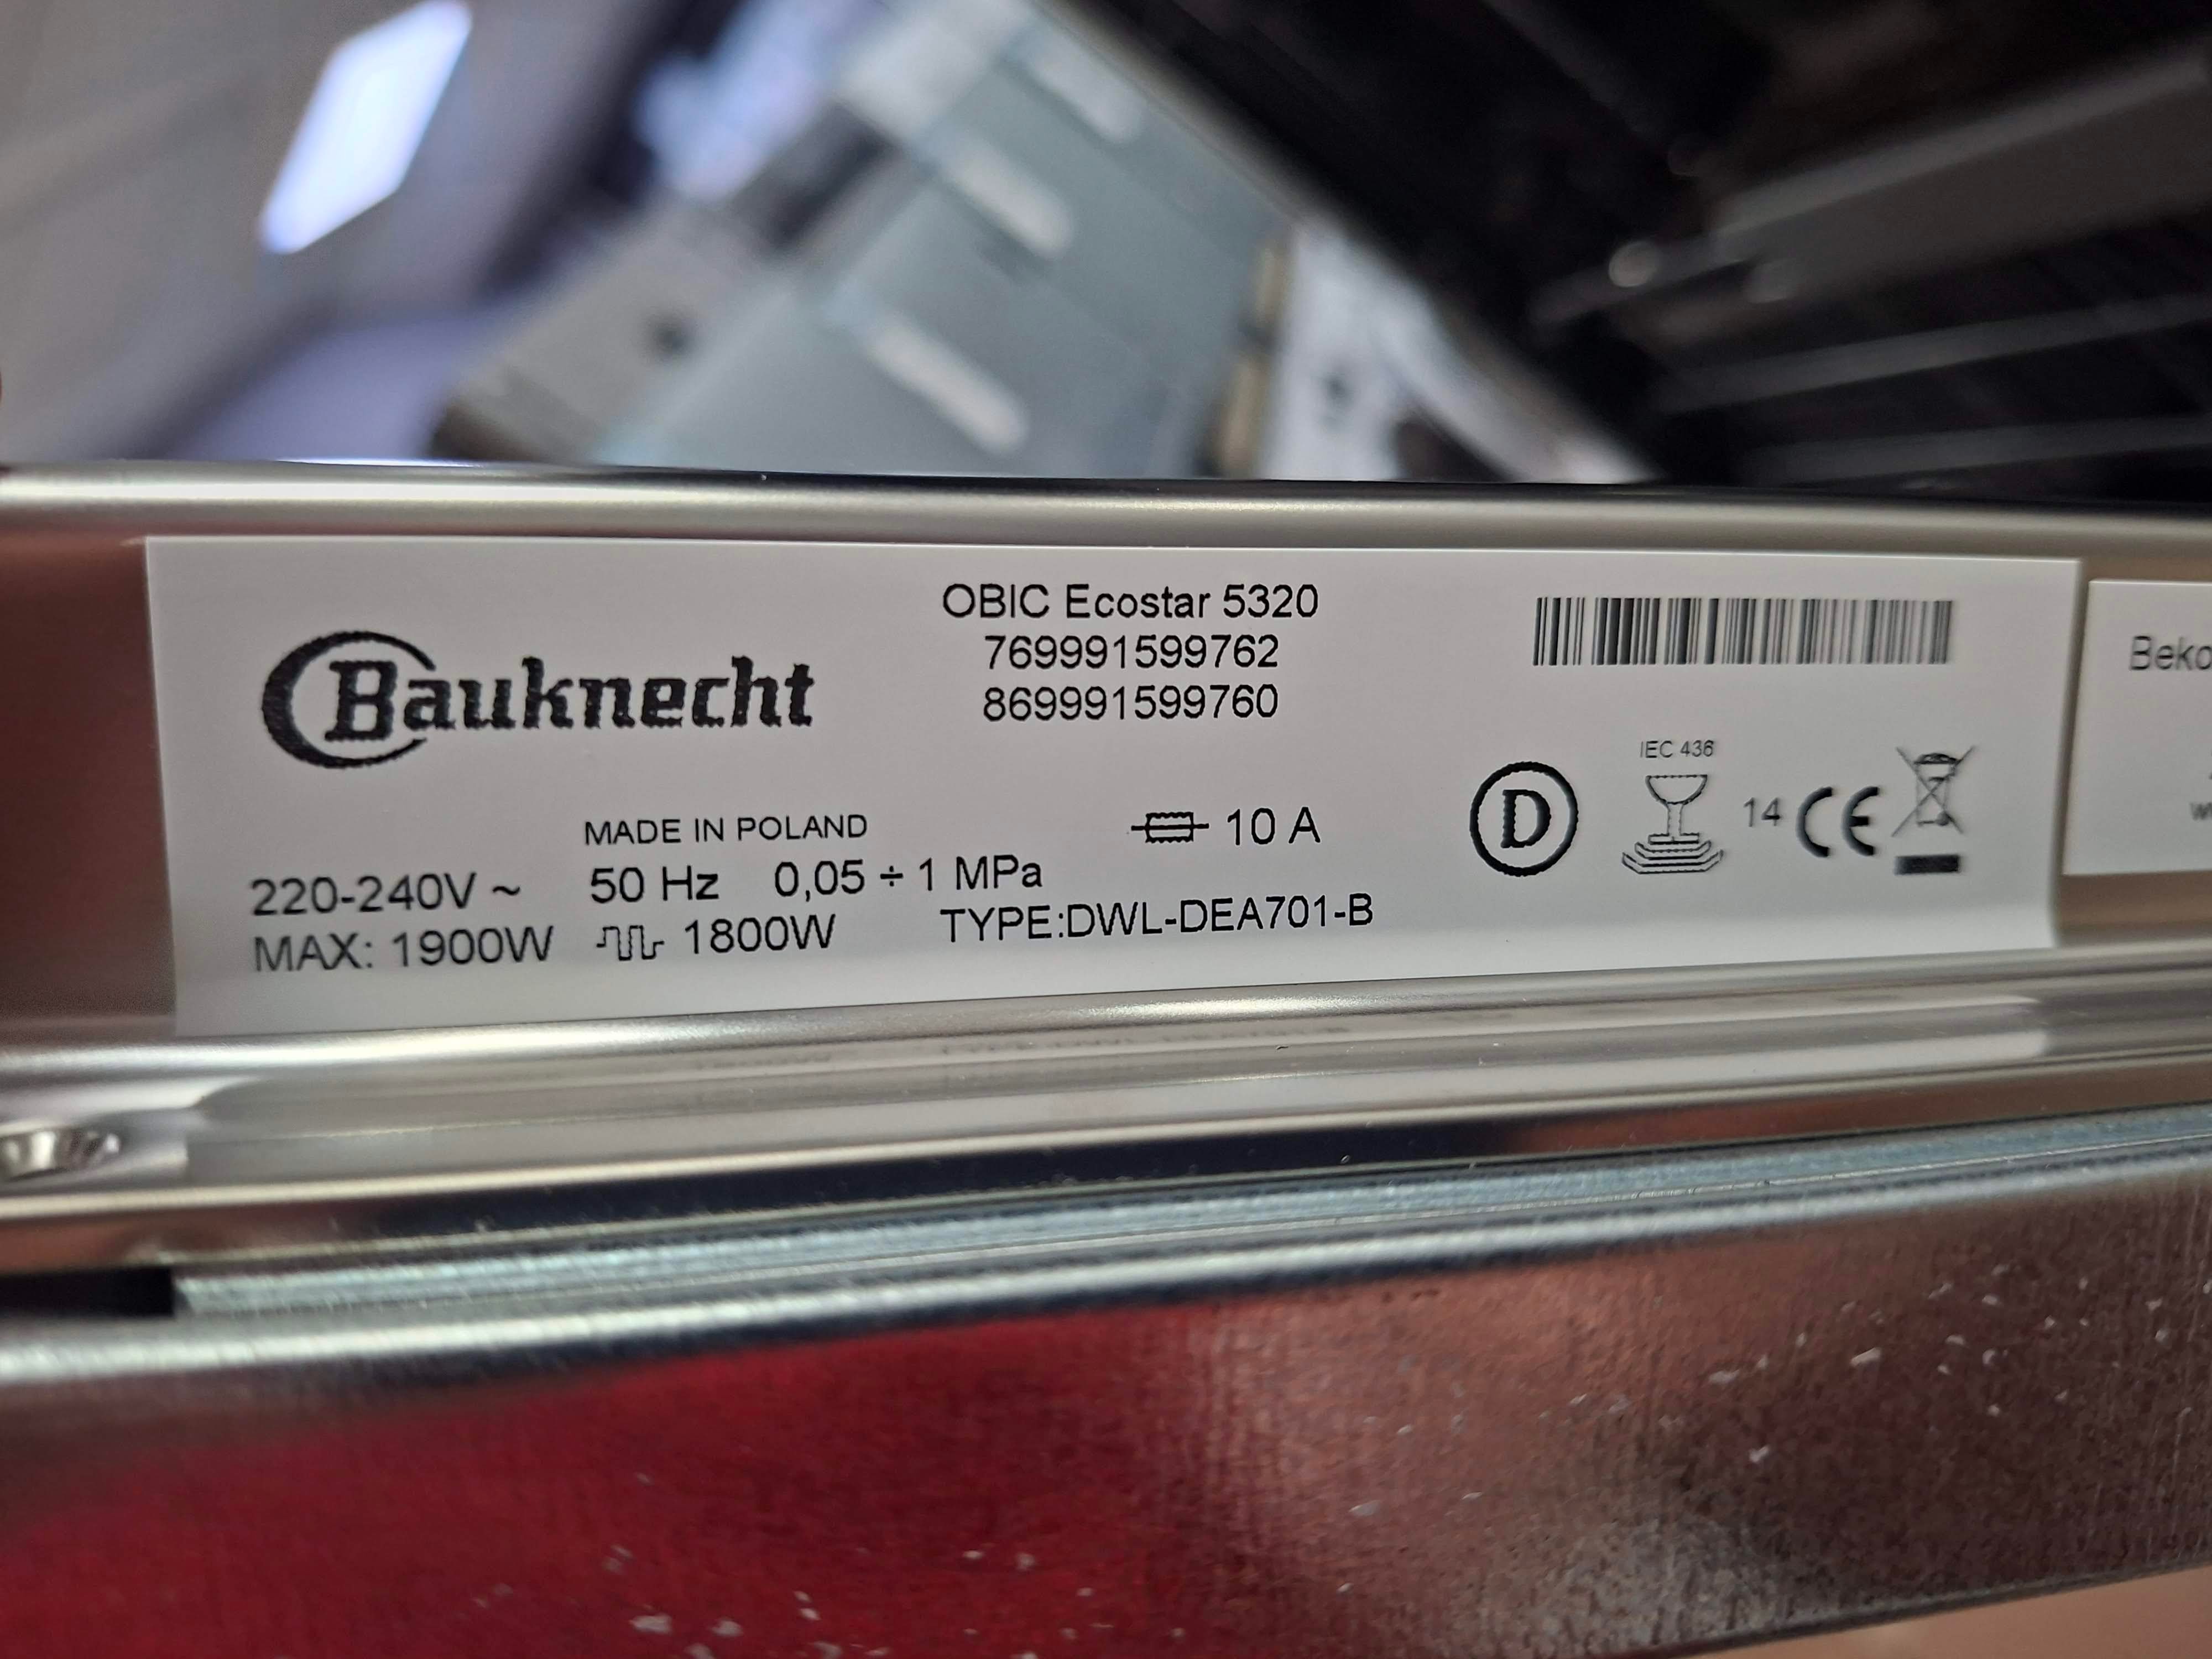 Bauknecht
OBIC Ecostar 5320
769991599762
869991599760
MADE IN POLAND
10 A
D
IEC 436
14 CE
220-240V ~ 50 Hz 0,05 ÷ 1 MPa
MAX: 1900W 1800W TYPE:DWL-DEA701-B
Beko